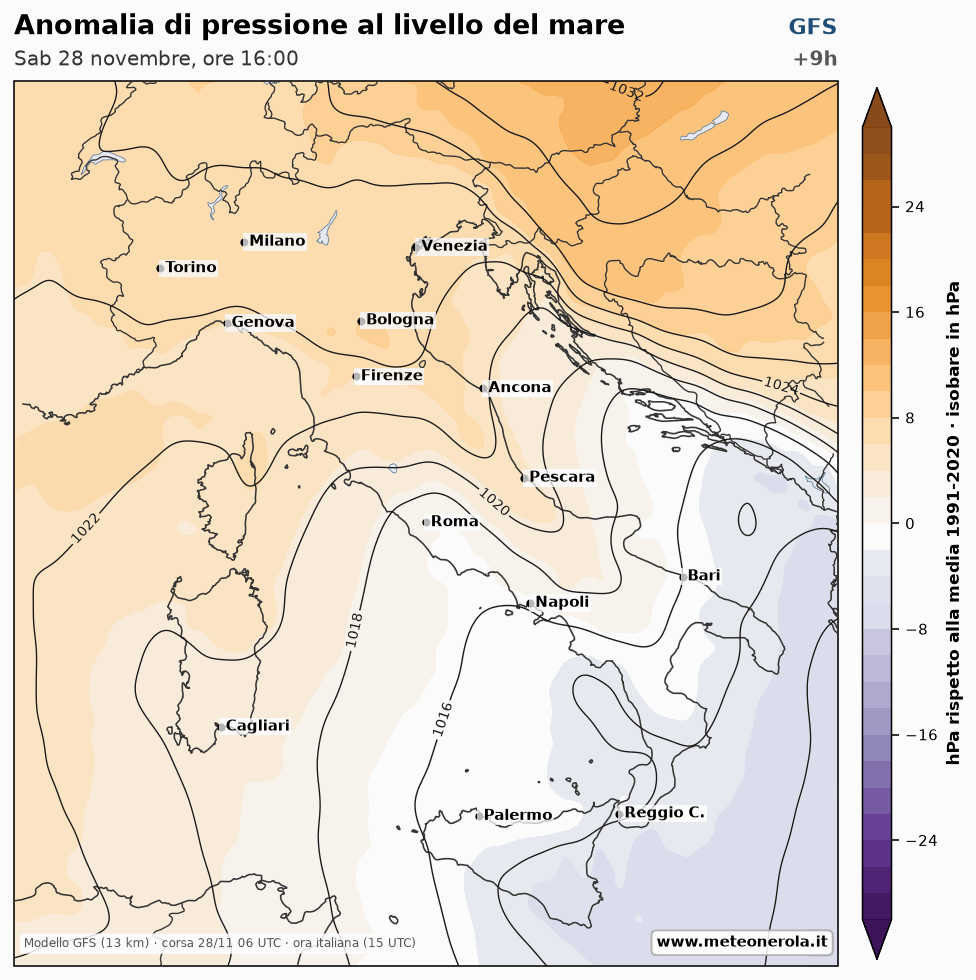 Anomalia di pressione al livello del mare
GFS
Sab 28 novembre, ore 16:00
+9h
1032
Milano
Venezia
Torino
Genova
Bologna
Firenze
Ancona
1024
Pescara
1020
1022
Roma
Bari
Napoli
1018
1016
Cagliari
Palermo
Reggio C.
24
16
8
0
−8
−16
−24
hPa rispetto alla media 1991-2020 · isobare in hPa
Modello GFS (13 km) · corsa 28/11 06 UTC · ora italiana (15 UTC)
www.meteonerola.it